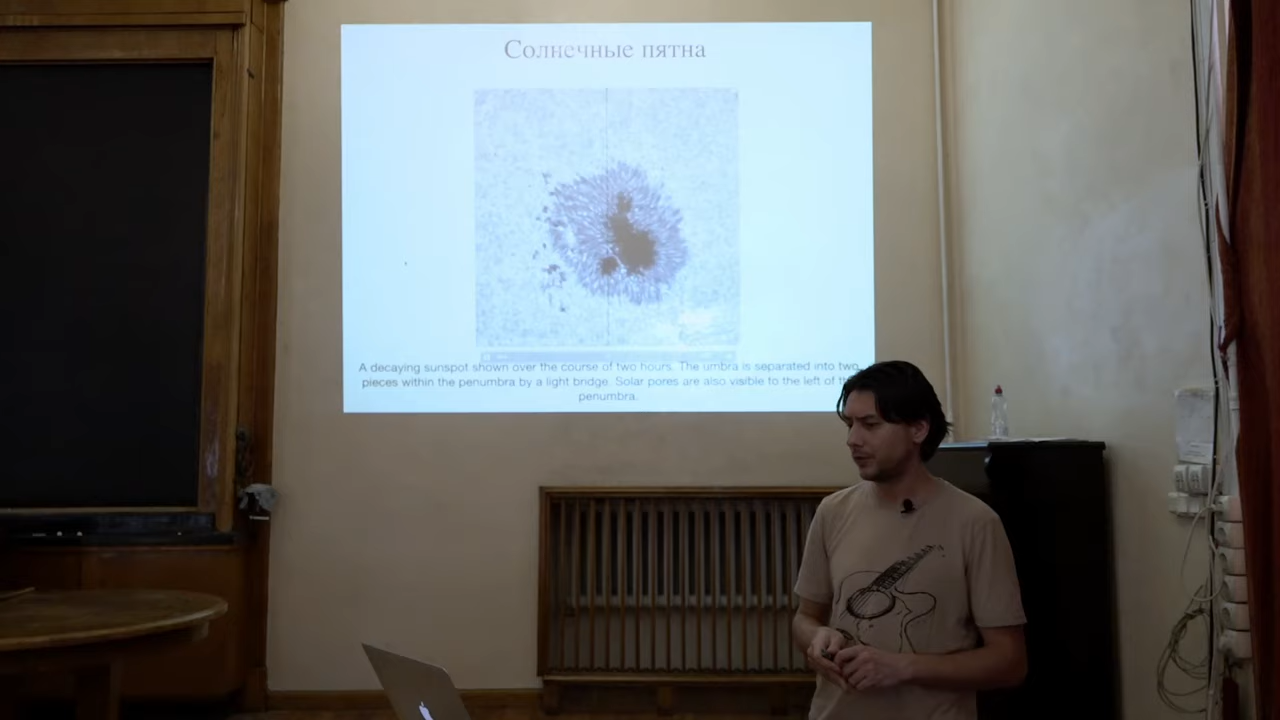 Солнечные пятна
A decaying sunspot shown over the course of two hours. The umbra is separated into two
pieces within the penumbra by a light bridge. Solar pores are also visible to the left of
penumbra.